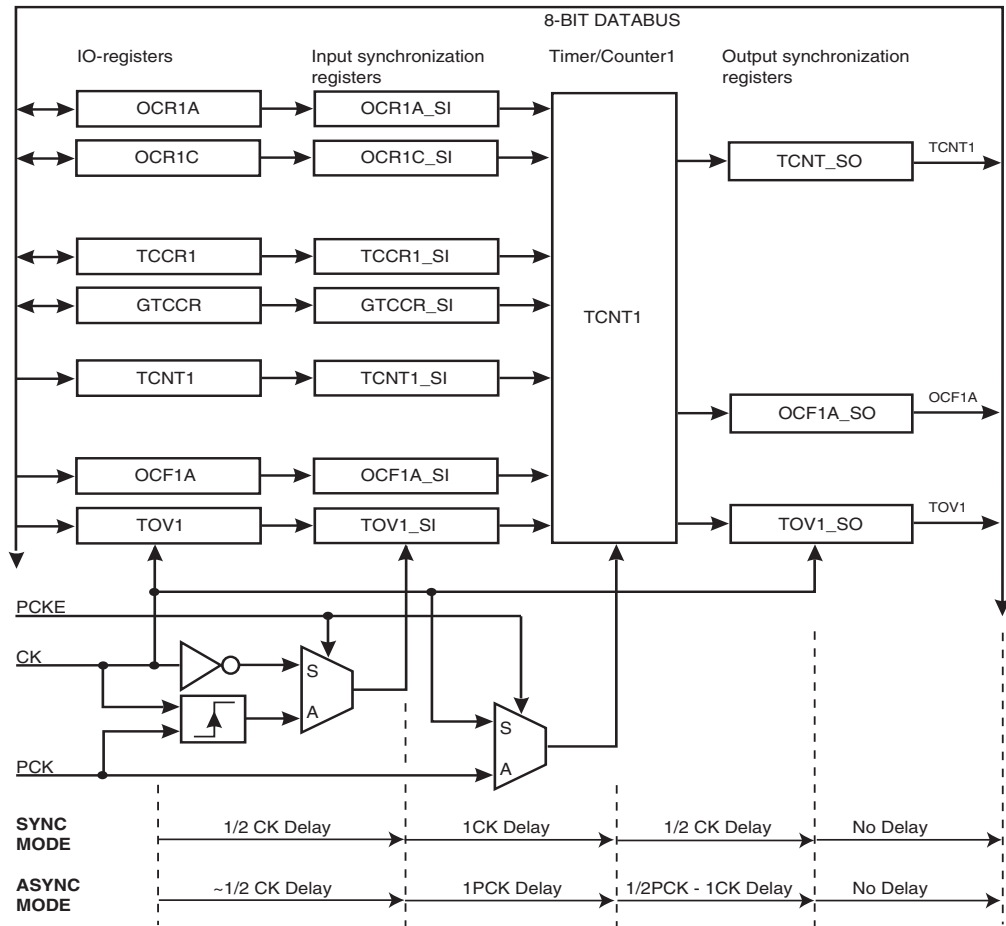 8-BIT DATABUS
IO-registers
Input synchronization
registers
Timer/Counter1
Output synchronization
registers
OCR1A
OCR1A_SI
OCR1C
OCR1C_SI
TCNT_SO
TCNT1
TCCR1
TCCR1_SI
GTCCR
GTCCR_SI
TCNT1
TCNT1
TCNT1_SI
OCF1A_SO
OCF1A
OCF1A
OCF1A_SI
TOV1
TOV1_SI
TOV1_SO
TOV1
PCKE
CK
S
A
S
A
PCK
SYNC
MODE
1/2 CK Delay
1CK Delay
1/2 CK Delay
No Delay
ASYNC
MODE
~1/2 CK Delay
1PCK Delay
1/2PCK - 1CK Delay
No Delay